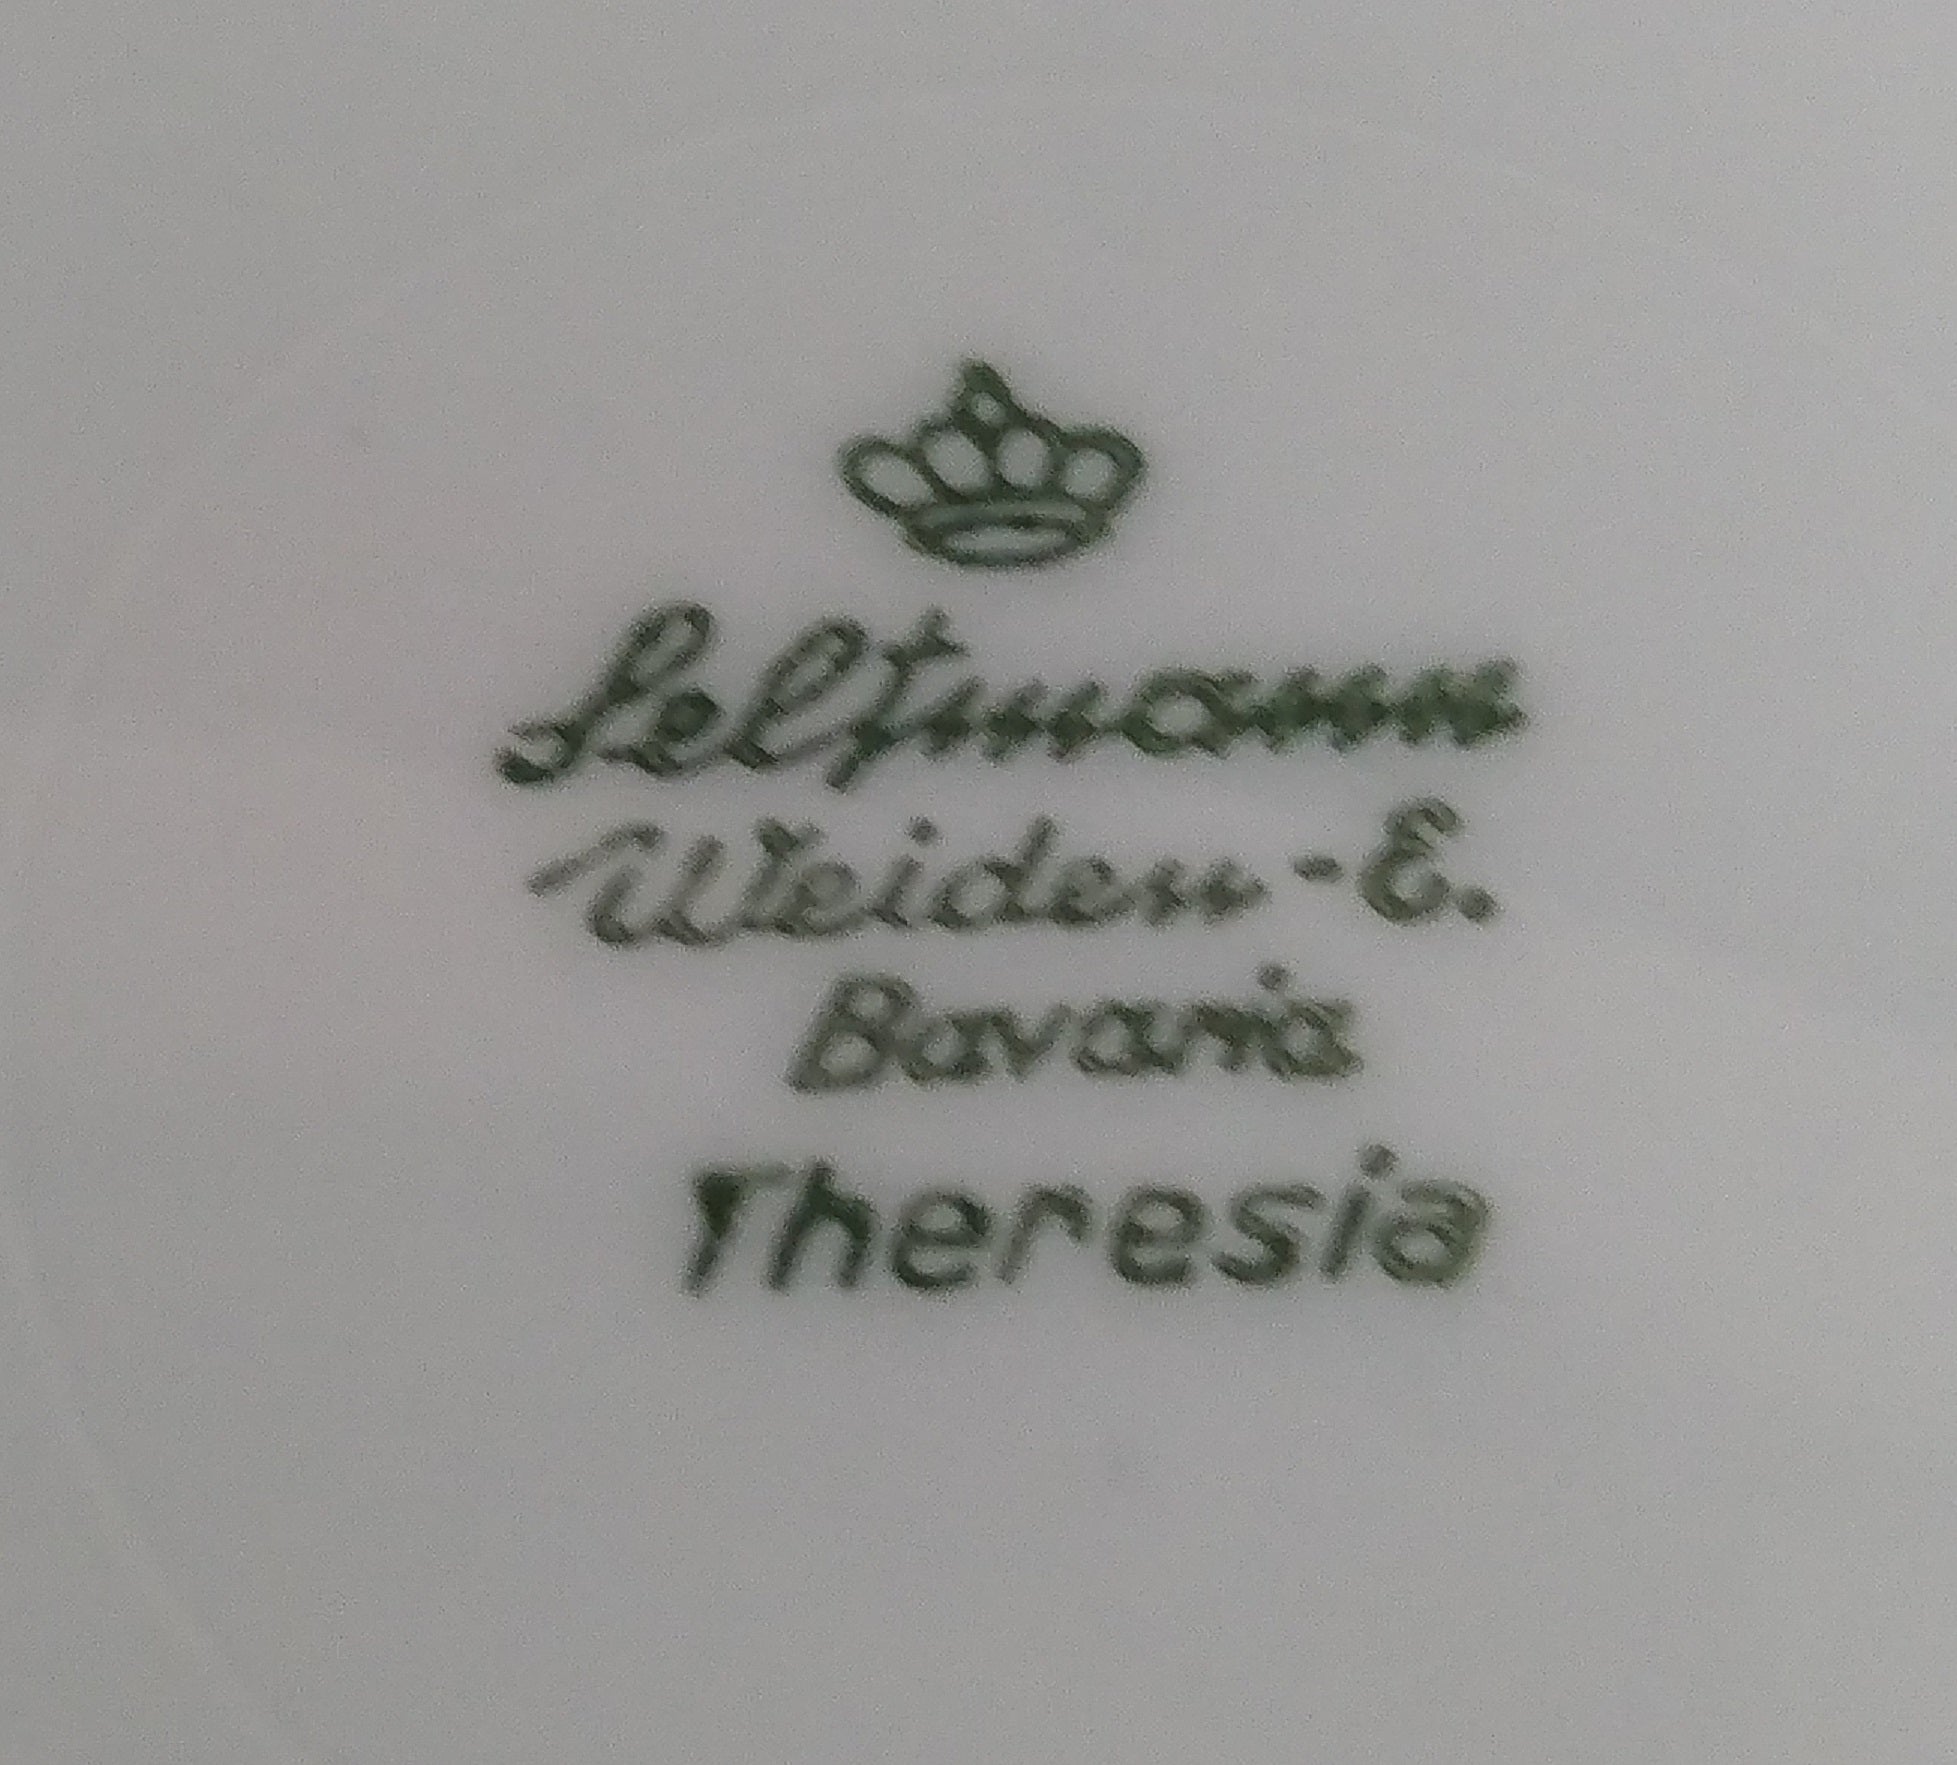 Seltmann
Weiden-E.
Bavaria
Theresia